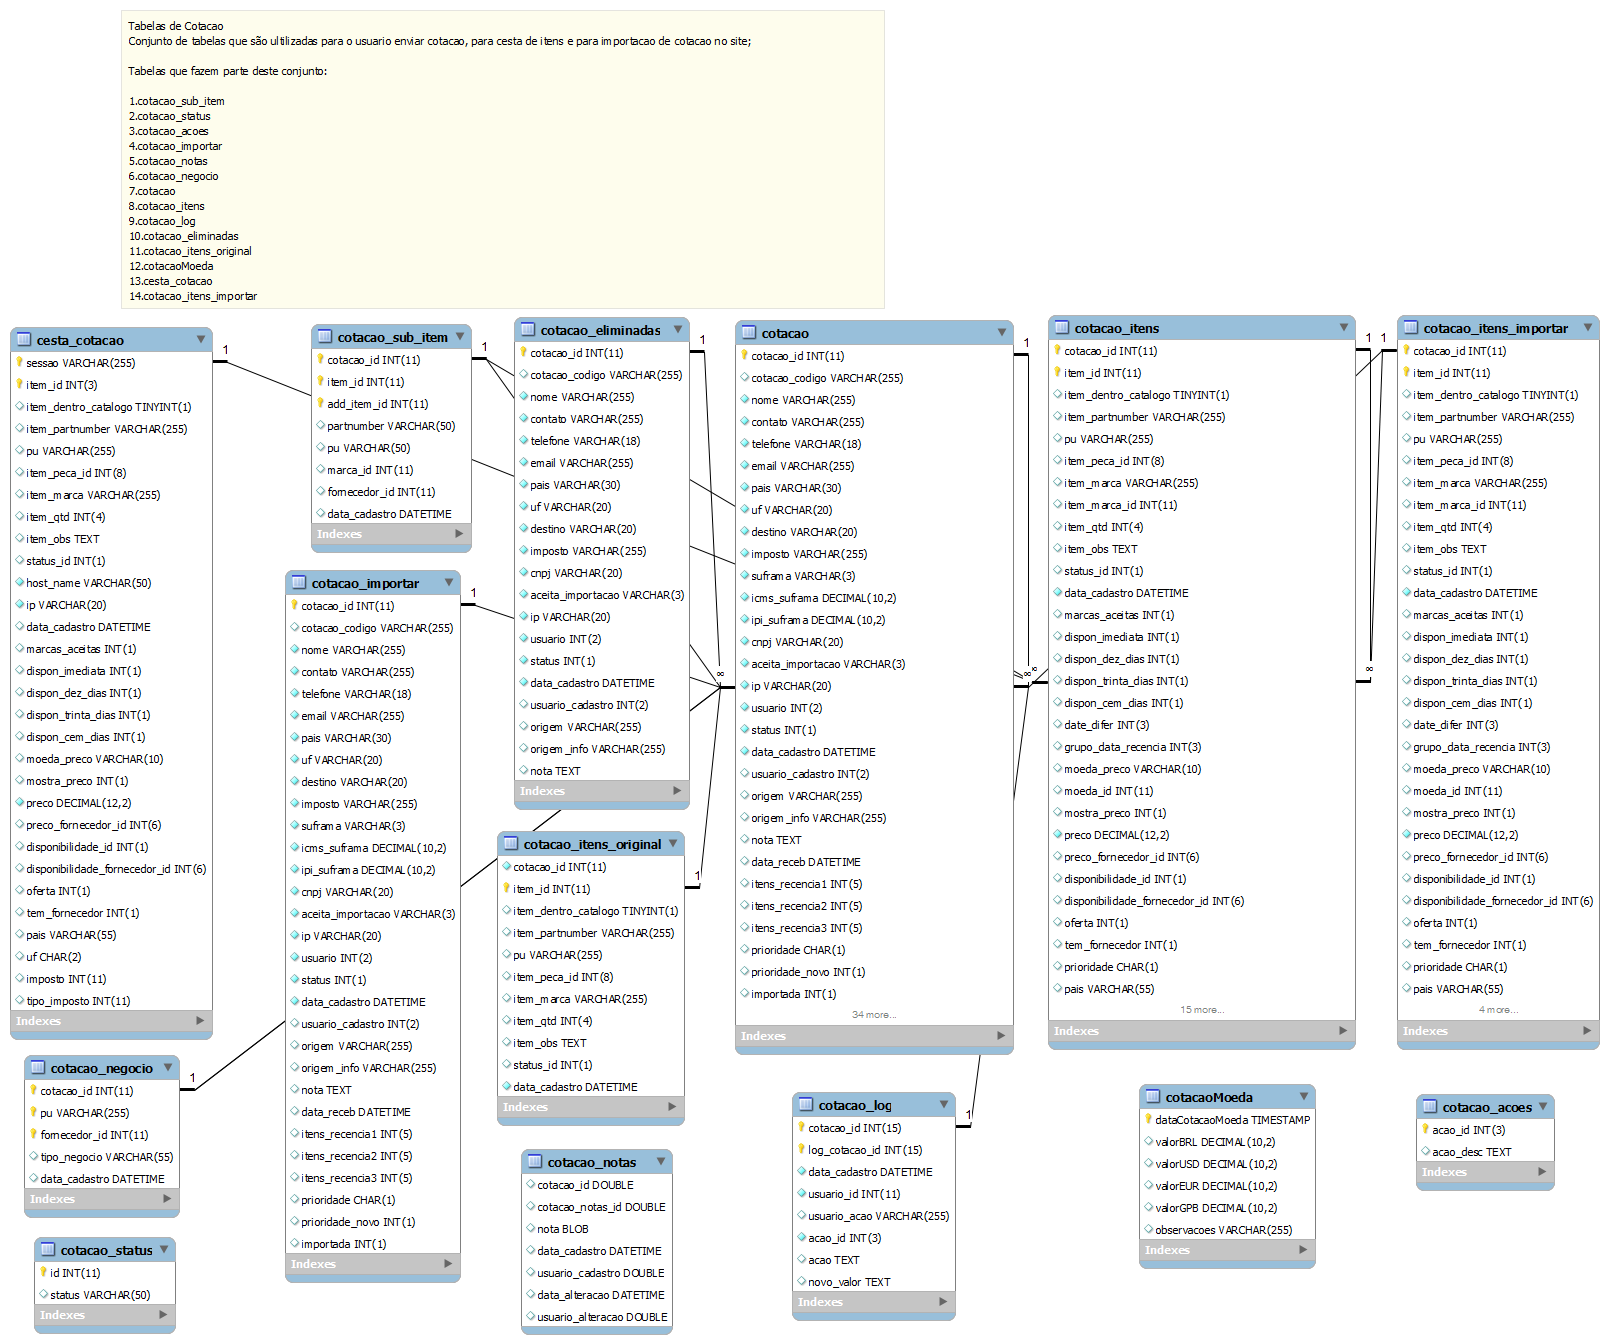 Tabelas de Cotacao
Conjunto de tabelas que são ultilizadas para o usuario enviar cotacao, para cesta de itens e para importacao de cotacao no site;
Tabelas que fazem parte deste conjunto:
1.cotacao_sub_item
2.cotacao_status
3.cotacao_acoes
4.cotacao_importar
5.cotacao_notas
6.cotacao_negocio
7.cotacao
8.cotacao_itens
9.cotacao_log
10.cotacao_eliminadas
11.cotacao_itens_original
12.cotacaoMoeda
13.cesta_cotacao
14.cotacao_itens_importar
cesta_cotacao
sessao VARCHAR(255)
item_id INT(3)
item_dentro_catalogo TINYINT(1)
item_partnumber VARCHAR(255)
pu VARCHAR(255)
item_peca_id INT(8)
item_marca VARCHAR(255)
item_qtd INT(4)
item_obs TEXT
status_id INT(1)
host_name VARCHAR(50)
ip VARCHAR(20)
data_cadastro DATETIME
marcas_aceitas INT(1)
dispon_imediata INT(1)
dispon_dez_dias INT(1)
dispon_trinta_dias INT(1)
dispon_cem_dias INT(1)
moeda_preco VARCHAR(10)
mostra_preco INT(1)
preco DECIMAL(12,2)
preco_fornecedor_id INT(6)
disponibilidade_id INT(1)
disponibilidade_fornecedor_id INT(6)
oferta INT(1)
tem_fornecedor INT(1)
pais VARCHAR(55)
uf CHAR(2)
imposto INT(11)
tipo_imposto INT(11)
Indexes
1
cotacao_sub_item
cotacao_id INT(11)
item_id INT(11)
add_item_id INT(11)
partnumber VARCHAR(50)
pu VARCHAR(50)
marca_id INT(11)
fornecedor_id INT(11)
data_cadastro DATETIME
Indexes
1
cotacao_eliminadas
cotacao_id INT(11)
cotacao_codigo VARCHAR(255)
nome VARCHAR(255)
contato VARCHAR(255)
telefone VARCHAR(18)
email VARCHAR(255)
pais VARCHAR(30)
uf VARCHAR(20)
destino VARCHAR(20)
imposto VARCHAR(255)
cnpj VARCHAR(20)
aceita_importacao VARCHAR(3)
ip VARCHAR(20)
usuario INT(2)
status INT(1)
data_cadastro DATETIME
usuario_cadastro INT(2)
origem VARCHAR(255)
origem_info VARCHAR(255)
nota TEXT
Indexes
1
∞
cotacao
cotacao_id INT(11)
cotacao_codigo VARCHAR(255)
nome VARCHAR(255)
contato VARCHAR(255)
telefone VARCHAR(18)
email VARCHAR(255)
pais VARCHAR(30)
uf VARCHAR(20)
destino VARCHAR(20)
imposto VARCHAR(255)
suframa VARCHAR(3)
icms_suframa DECIMAL(10,2)
ipi_suframa DECIMAL(10,2)
cnpj VARCHAR(20)
aceita_importacao VARCHAR(3)
ip VARCHAR(20)
usuario INT(2)
status INT(1)
data_cadastro DATETIME
usuario_cadastro INT(2)
origem VARCHAR(255)
origem_info VARCHAR(255)
nota TEXT
data_receb DATETIME
itens_recencia1 INT(5)
itens_recencia2 INT(5)
itens_recencia3 INT(5)
prioridade CHAR(1)
prioridade_novo INT(1)
importada INT(1)
34 more...
Indexes
1
∞ ∞
cotacao_itens
cotacao_id INT(11)
item_id INT(11)
item_dentro_catalogo TINYINT(1)
item_partnumber VARCHAR(255)
pu VARCHAR(255)
item_peca_id INT(8)
item_marca VARCHAR(255)
item_marca_id INT(11)
item_qtd INT(4)
item_obs TEXT
status_id INT(1)
data_cadastro DATETIME
marcas_aceitas INT(1)
dispon_imediata INT(1)
dispon_dez_dias INT(1)
dispon_trinta_dias INT(1)
dispon_cem_dias INT(1)
date_difer INT(3)
grupo_data_recencia INT(3)
moeda_preco VARCHAR(10)
moeda_id INT(11)
mostra_preco INT(1)
preco DECIMAL(12,2)
preco_fornecedor_id INT(6)
disponibilidade_id INT(1)
disponibilidade_fornecedor_id INT(6)
oferta INT(1)
tem_fornecedor INT(1)
prioridade CHAR(1)
pais VARCHAR(55)
15 more...
Indexes
1 1
∞
cotacao_itens_importar
cotacao_id INT(11)
item_id INT(11)
item_dentro_catalogo TINYINT(1)
item_partnumber VARCHAR(255)
pu VARCHAR(255)
item_peca_id INT(8)
item_marca VARCHAR(255)
item_marca_id INT(11)
item_qtd INT(4)
item_obs TEXT
status_id INT(1)
data_cadastro DATETIME
marcas_aceitas INT(1)
dispon_imediata INT(1)
dispon_dez_dias INT(1)
dispon_trinta_dias INT(1)
dispon_cem_dias INT(1)
date_difer INT(3)
grupo_data_recencia INT(3)
moeda_preco VARCHAR(10)
moeda_id INT(11)
mostra_preco INT(1)
preco DECIMAL(12,2)
preco_fornecedor_id INT(6)
disponibilidade_id INT(1)
disponibilidade_fornecedor_id INT(6)
oferta INT(1)
tem_fornecedor INT(1)
prioridade CHAR(1)
pais VARCHAR(55)
4 more...
Indexes
cotacao_importar
cotacao_id INT(11)
cotacao_codigo VARCHAR(255)
nome VARCHAR(255)
contato VARCHAR(255)
telefone VARCHAR(18)
email VARCHAR(255)
pais VARCHAR(30)
uf VARCHAR(20)
destino VARCHAR(20)
imposto VARCHAR(255)
suframa VARCHAR(3)
icms_suframa DECIMAL(10,2)
ipi_suframa DECIMAL(10,2)
cnpj VARCHAR(20)
aceita_importacao VARCHAR(3)
ip VARCHAR(20)
usuario INT(2)
status INT(1)
data_cadastro DATETIME
usuario_cadastro INT(2)
origem VARCHAR(255)
origem_info VARCHAR(255)
nota TEXT
data_receb DATETIME
itens_recencia1 INT(5)
itens_recencia2 INT(5)
itens_recencia3 INT(5)
prioridade CHAR(1)
prioridade_novo INT(1)
importada INT(1)
Indexes
1
cotacao_itens_original
cotacao_id INT(11)
item_id INT(11)
item_dentro_catalogo TINYINT(1)
item_partnumber VARCHAR(255)
pu VARCHAR(255)
item_peca_id INT(8)
item_marca VARCHAR(255)
item_qtd INT(4)
item_obs TEXT
status_id INT(1)
data_cadastro DATETIME
Indexes
1
cotacao_negocio
cotacao_id INT(11)
pu VARCHAR(255)
fornecedor_id INT(11)
tipo_negocio VARCHAR(55)
data_cadastro DATETIME
Indexes
1
cotacao_status
id INT(11)
status VARCHAR(50)
Indexes
cotacao_notas
cotacao_id DOUBLE
cotacao_notas_id DOUBLE
nota BLOB
data_cadastro DATETIME
usuario_cadastro DOUBLE
data_alteracao DATETIME
usuario_alteracao DOUBLE
cotacao_log
cotacao_id INT(15)
log_cotacao_id INT(15)
data_cadastro DATETIME
usuario_id INT(11)
usuario_acao VARCHAR(255)
acao_id INT(3)
acao TEXT
novo_valor TEXT
Indexes
1
cotacaoMoeda
dataCotacaoMoeda TIMESTAMP
valorBRL DECIMAL(10,2)
valorUSD DECIMAL(10,2)
valorEUR DECIMAL(10,2)
valorGPB DECIMAL(10,2)
observacoes VARCHAR(255)
Indexes
cotacao_acoes
acao_id INT(3)
acao_desc TEXT
Indexes